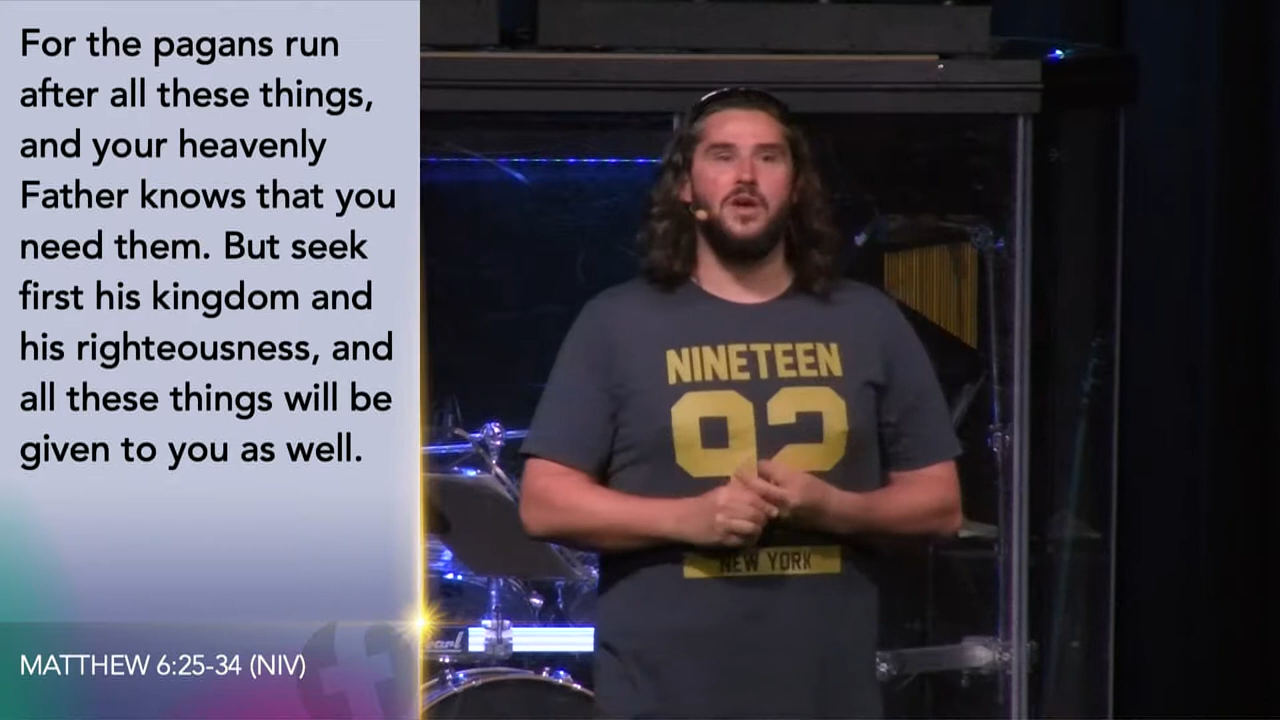 For the pagans run
after all these things,
and your heavenly
Father knows that you
need them. But seek
first his kingdom and
his righteousness, and
all these things will be
given to you as well.
MATTHEW 6:25-34 (NIV)
NINETEEN
92
NEW YORK